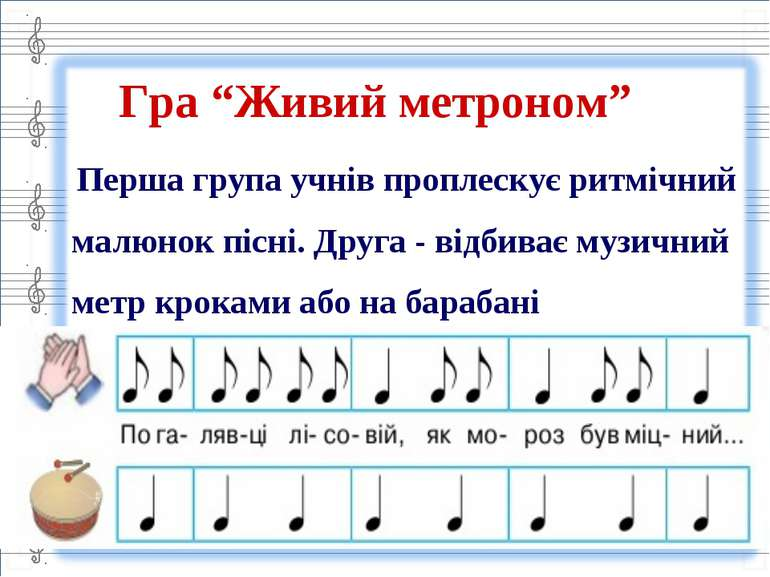 Гра “Живий метроном”
Перша група учнів проплескує ритмічний
малюнок пісні. Друга - відбиває музичний
метр кроками або на барабані
По га- ляв-ці лі- со- вій, як мо- роз був міц- ний...